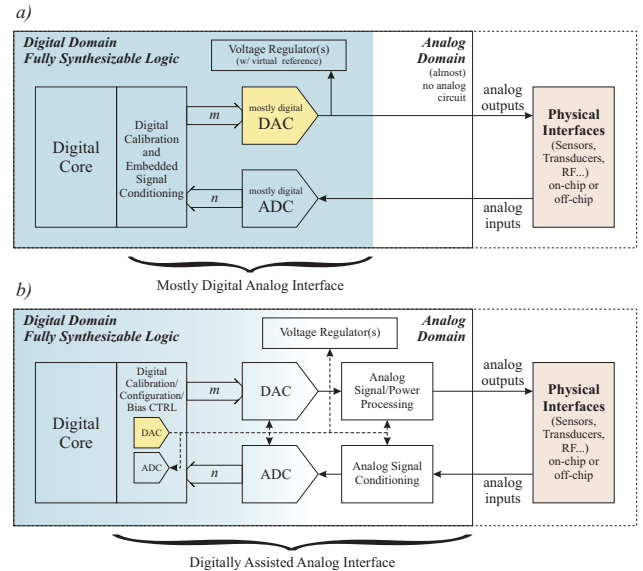 a)
Digital Domain
Fully Synthesizable Logic
Voltage Regulator(s)
(w/ virtual reference)
Analog
Domain
(almost)
no analog
circuit
analog
outputs
Digital
Core
Digital
Calibration
and
Embedded
Signal
Conditioning
m
mostly digital
DAC
n
mostly digital
ADC
Physical
Interfaces
(Sensors,
Transducers,
RF...)
on-chip or
off-chip
analog
inputs
Mostly Digital Analog Interface
b)
Digital Domain
Fully Synthesizable Logic
Voltage Regulator(s)
Analog
Domain
Digital
Core
Digital
Calibration/
Configuration/
Bias CTRL
DAC
ADC
m
DAC
Analog
Signal/Power
Processing
analog
outputs
n
ADC
Analog Signal
Conditioning
analog
inputs
Physical
Interfaces
(Sensors,
Transducers,
RF...)
on-chip or
off-chip
Digitally Assisted Analog Interface